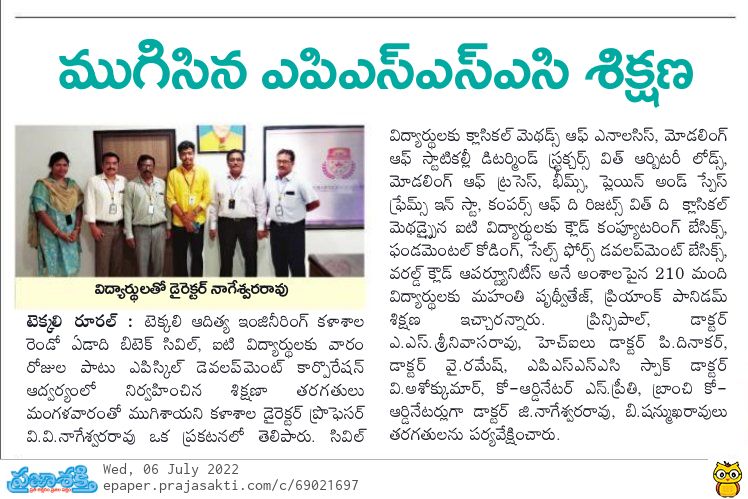 ముగిసిన ఎపిఎస్ఎస్ఎసి శిక్షణ
విద్యార్థులతో డైరెక్టర్ నాగేశ్వరరావు
టెక్కలి రూరల్ : టెక్కలి ఆదిత్య ఇంజినీరింగ్ కళాశాల
రెండో ఏడాది బిటెక్ సివిల్, ఐటి విద్యార్థులకు వారం
రోజుల పాటు ఎపిస్కిల్ డెవలప్‌మెంట్ కార్పొరేషన్
ఆధ్వర్యంలో నిర్వహించిన శిక్షణా తరగతులు
మంగళవారంతో ముగిశాయని కళాశాల డైరెక్టర్ ప్రొఫెసర్
వి.వి.నాగేశ్వరరావు ఒక ప్రకటనలో తెలిపారు. సివిల్
విద్యార్థులకు క్లాసికల్ మెథడ్స్ ఆఫ్ ఎనాలసిస్, మోడలింగ్
ఆఫ్ స్టాటికల్లీ డిటర్మిండ్ స్ట్రక్చర్స్ విత్ ఆర్బిటరీ లోడ్స్,
మోడలింగ్ ఆఫ్ ట్రసెస్, భీమ్స్, ప్లెయిన్ అండ్ స్పేస్
ఫ్రేమ్స్ ఇన్ స్టా, కంపర్స్ ఆఫ్ ది రిజట్స్ విత్ ది క్లాసికల్
మెథడ్స్‌పైన ఐటి విద్యార్థులకు క్లౌడ్ కంప్యూటరింగ్ బేసిక్స్,
ఫండమెంటల్ కోడింగ్, సేల్స్ ఫోర్స్ డవలప్‌మెంట్ బేసిక్స్,
వరల్డ్ క్లౌడ్ ఆపర్చ్యూనిటీస్ అనే అంశాలపైన 210 మంది
విద్యార్థులకు మహంతి పృథ్వీతేజ్, ప్రియాంక్ పానిడమ్
శిక్షణ ఇచ్చారన్నారు. ప్రిన్సిపాల్, డాక్టర్
ఎ.ఎస్.శ్రీనివాసరావు, హెచ్ఐలు డాక్టర్ పి.దినాకర్,
డాక్టర్ వై.రమేష్, ఎపిఎస్ఎస్ఎసి స్పాక్ డాక్టర్
వి.అశోక్కుమార్, కో-ఆర్డినేటర్ ఎస్.ప్రీతి, బ్రాంచి కో-
ఆర్డినేటర్లుగా డాక్టర్ జి.నాగేశ్వరరావు, బి.షన్ముఖరావులు
తరగతులను పర్యవేక్షించారు.
ప్రజాశక్తి
Wed, 06 July 2022
epaper.prajasakti.com/c/69021697